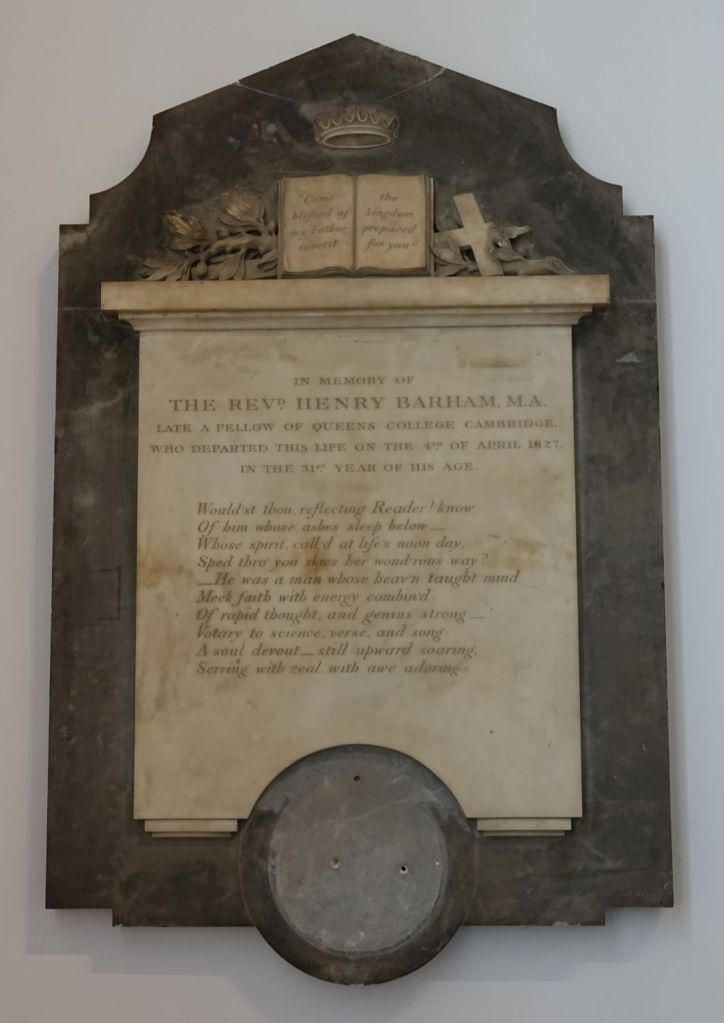 "Come
blessed of
my Father
inherit
the
kingdom
prepared
for you"
IN MEMORY OF
THE REVD. HENRY BARHAM, M.A.
LATE A FELLOW OF QUEENS COLLEGE CAMBRIDGE,
WHO DEPARTED THIS LIFE ON THE 4TH OF APRIL 1827,
IN THE 31ST YEAR OF HIS AGE.
Would'st thou, reflecting Reader! know
Of him whose ashes sleep below—
Whose spirit, call'd at life's noon day,
Sped thro' yon skies her wond'rous way?
—He was a man whose heav'n taught mind
Meek faith with energy combin'd.
Of rapid thought, and genius strong—
Votary to science, verse, and song.
A soul devout—still upward soaring,
Serving with zeal, with awe adoring.